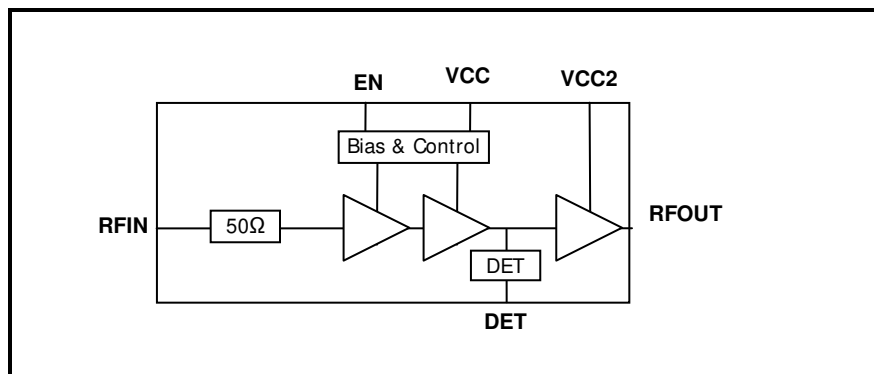 EN
VCC
VCC2
Bias & Control
RFIN
50Ω
RFOUT
DET
DET